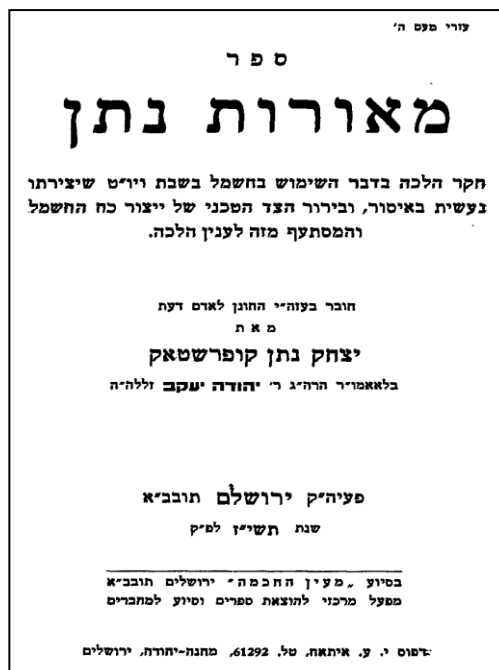 עזרי מעם ה׳
ספר
מאורות נתן
חקר הלכה בדבר השימוש בחשמל בשבת ויו״ט שיצירתו
נעשית באיסור, ובירור הצד הטכני של ייצור כח החשמל
והמסתעף מזה לענין הלכה.
חובר בעזה״י החונן לאדם דעת
מאת
יצחק נתן קופרשטאק
בלאאמו״ר הרה״ג ר׳ יהודה יעקב זללה״ה
פעיה״ק ירושלם תובב״א
שנת תשי״ז לפ״ק
בסיוע „מעין החכמה״ ירושלים תובב״א
מפעל מרכזי להוצאת ספרים וסיוע למחברים
דפוס י. ע. איתאח, טל. 61292, מחנה-יהודה, ירושלים